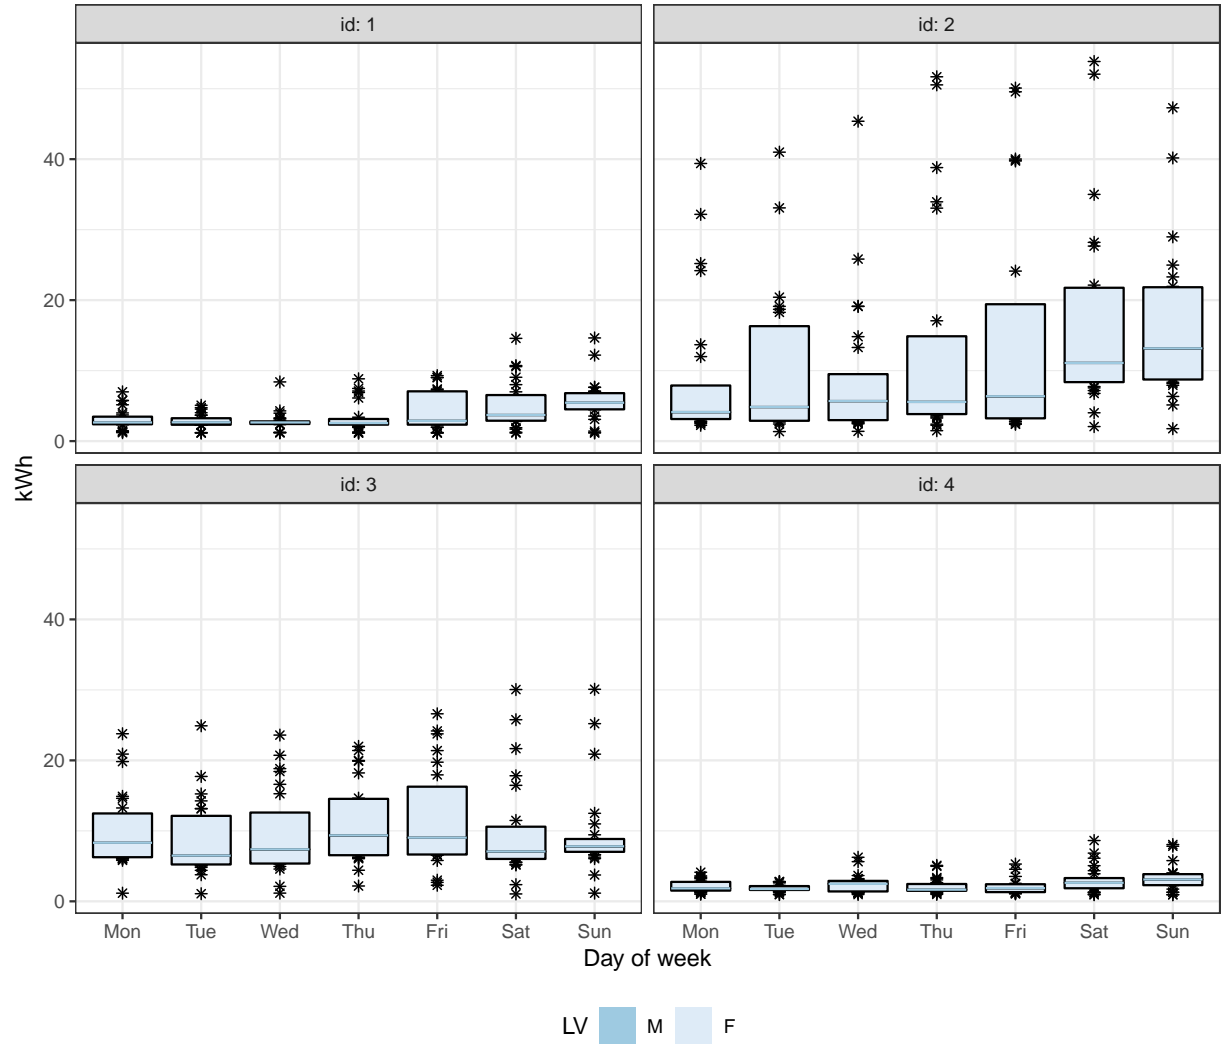 id: 1
id: 2
40
20
0
id: 3
id: 4
40
20
0
kWh
Mon Tue Wed Thu Fri Sat Sun Mon Tue Wed Thu Fri Sat Sun
Day of week
LV M F